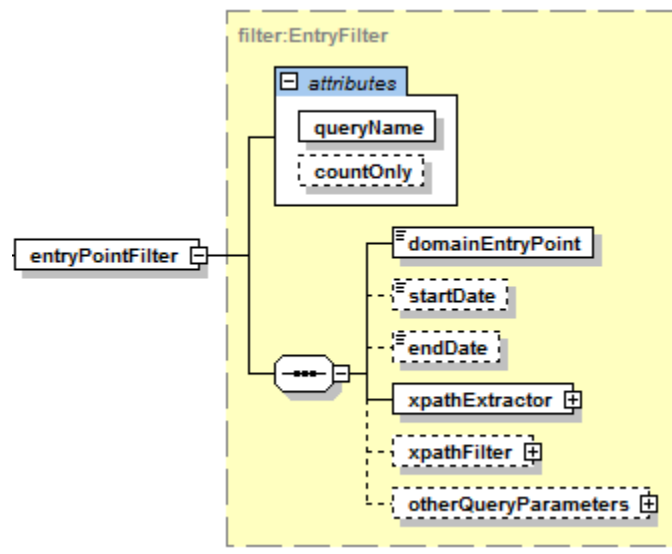 filter:EntryFilter
attributes
queryName
countOnly
entryPointFilter
domainEntryPoint
startDate
endDate
xpathExtractor
xpathFilter
otherQueryParameters